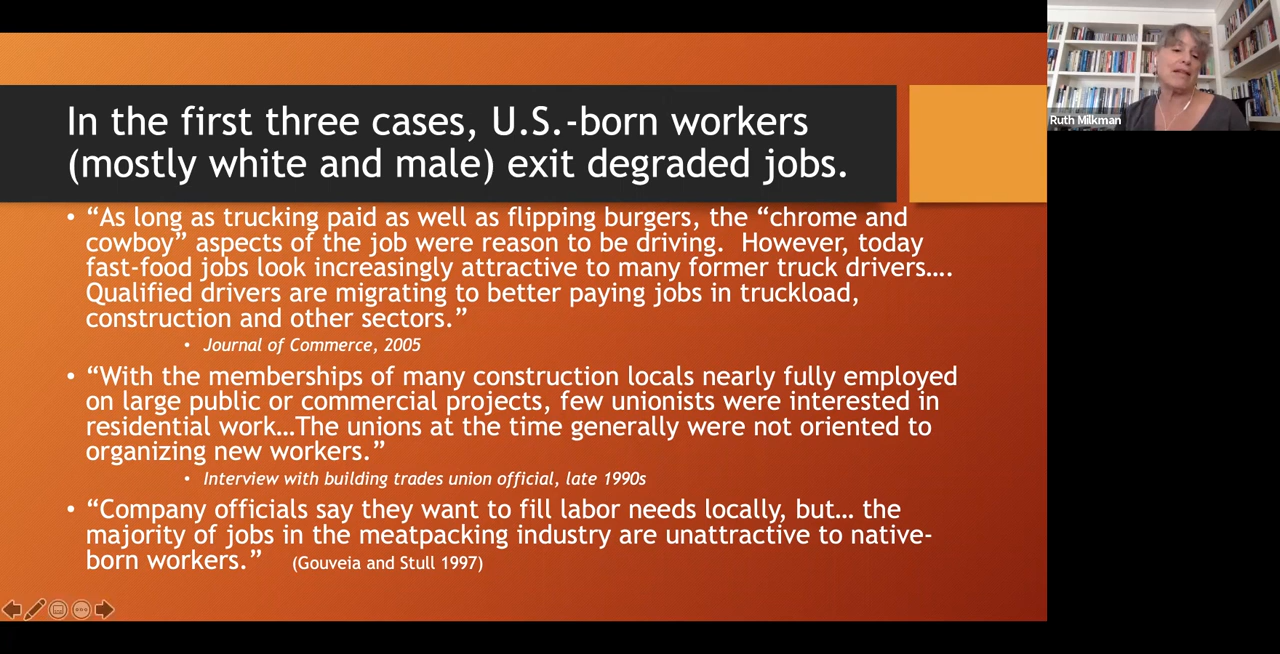 In the first three cases, U.S.-born workers
(mostly white and male) exit degraded jobs.
• “As long as trucking paid as well as flipping burgers, the “chrome and
cowboy” aspects of the job were reason to be driving.  However, today
fast-food jobs look increasingly attractive to many former truck drivers….
Qualified drivers are migrating to better paying jobs in truckload,
construction and other sectors.”
• Journal of Commerce, 2005
• “With the memberships of many construction locals nearly fully employed
on large public or commercial projects, few unionists were interested in
residential work…The unions at the time generally were not oriented to
organizing new workers.”
• Interview with building trades union official, late 1990s
• “Company officials say they want to fill labor needs locally, but… the
majority of jobs in the meatpacking industry are unattractive to native-
born workers.” (Gouveia and Stull 1997)
Ruth Milkman